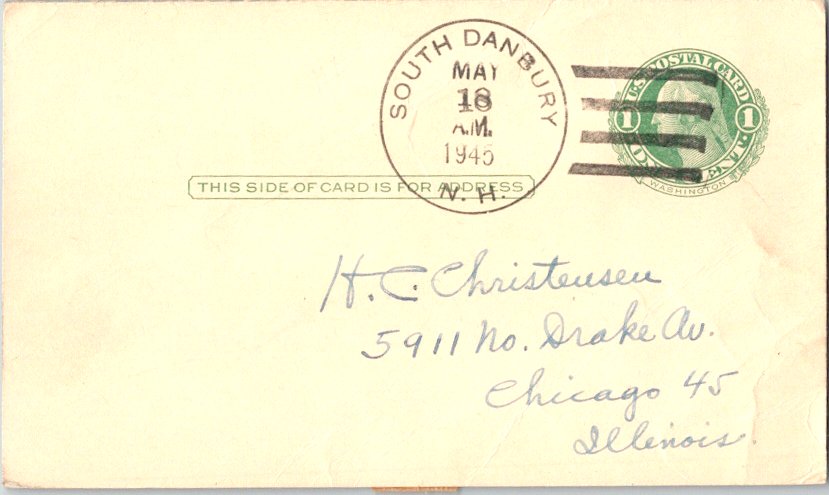 SOUTH DANBURY
MAY
18
A.M.
1945
N. H.
U.S. POSTAL CARD
1 1
ONE CENT
WASHINGTON
THIS SIDE OF CARD IS FOR ADDRESS
H. C. Christensen
5911 No. Drake Av.
Chicago 45
Illinois.